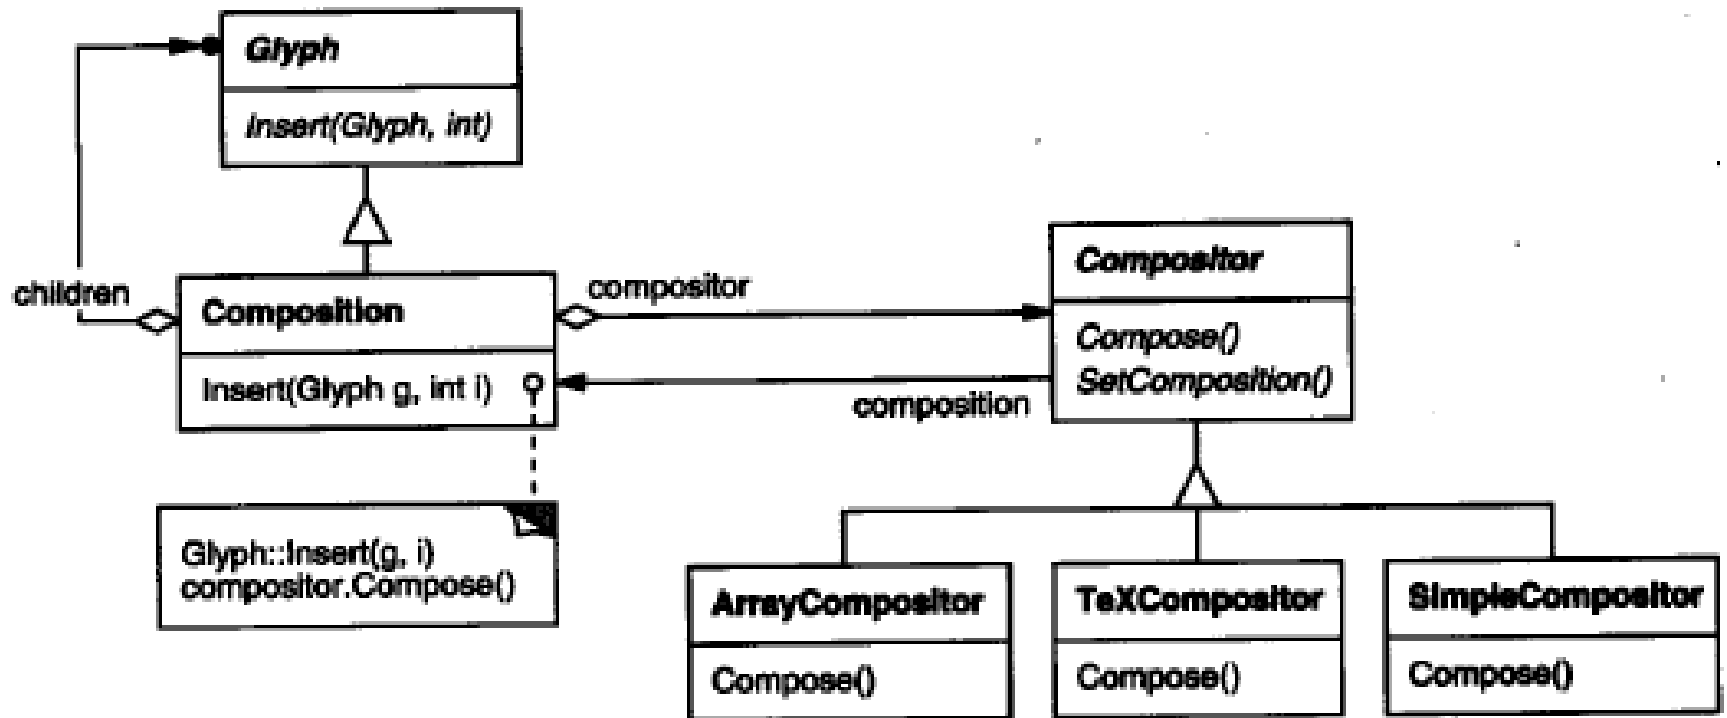 Glyph
Insert(Glyph, int)
children
Composition
Insert(Glyph g, int i)
compositor
composition
Compositor
Compose()
SetComposition()
Glyph::Insert(g, i)
compositor.Compose()
ArrayCompositor
Compose()
TeXCompositor
Compose()
SimpleCompositor
Compose()